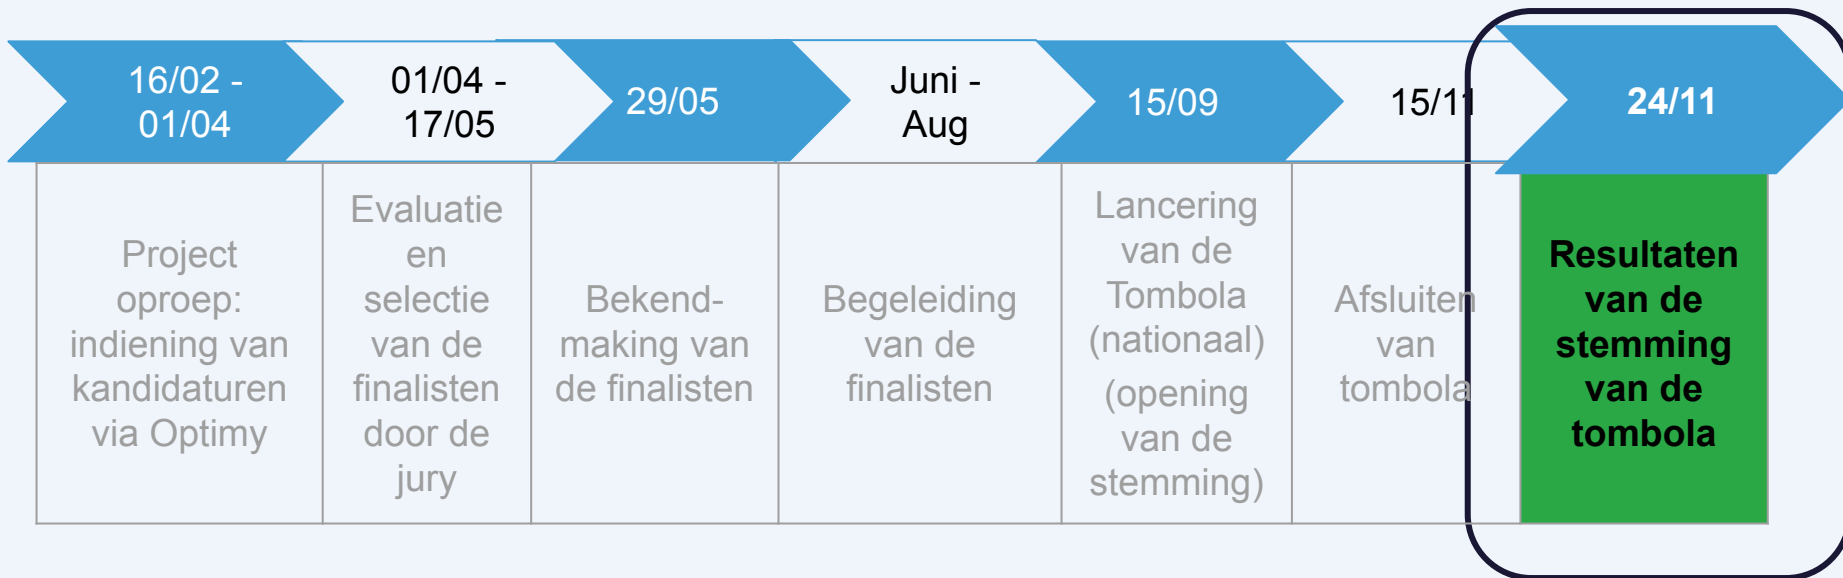 16/02 -
01/04
01/04 -
17/05
29/05
Juni -
Aug
15/09
15/11
24/11
Project
oproep:
indiening van
kandidaturen
via Optimy
Evaluatie
en
selectie
van de
finalisten
door de
jury
Bekend-
making van
de finalisten
Begeleiding
van de
finalisten
Lancering
van de
Tombola
(nationaal)
(opening
van de
stemming)
Afsluiten
van
tombola
Resultaten
van de
stemming
van de
tombola